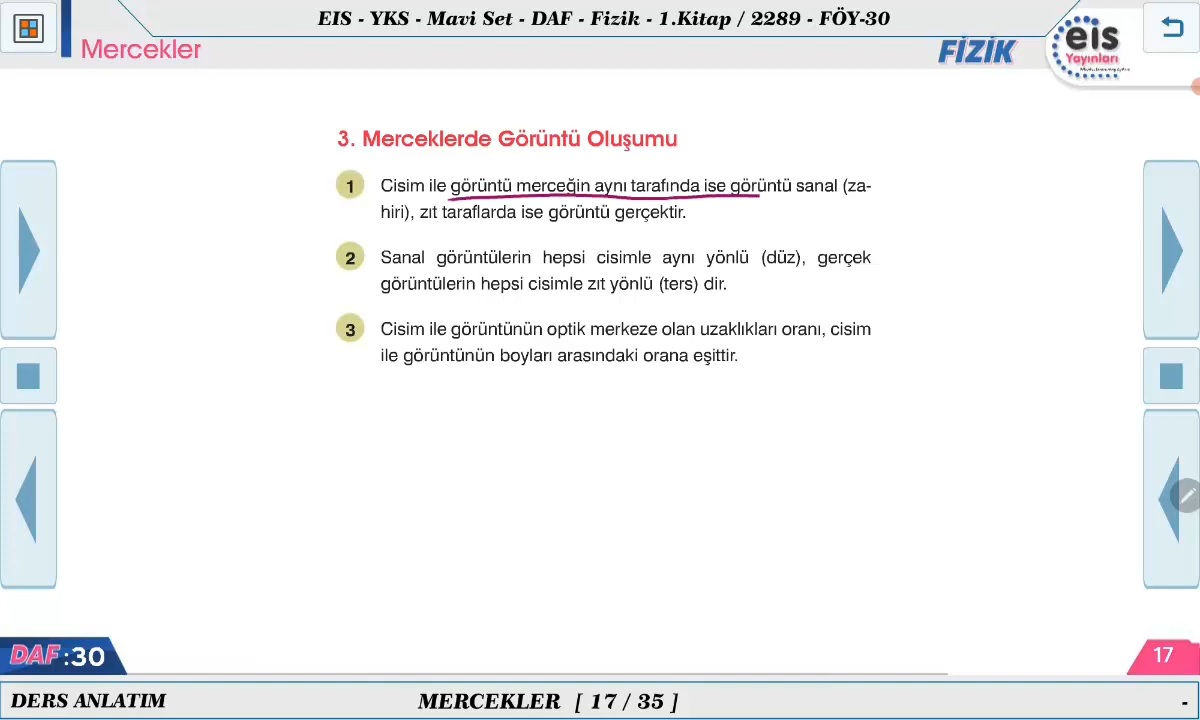 EIS - YKS - Mavi Set - DAF - Fizik - 1.Kitap / 2289 - FÖY-30
Mercekler
FİZİK
eis
Yayınları
3. Merceklerde Görüntü Oluşumu
1 Cisim ile görüntü merceğin aynı tarafında ise görüntü sanal (za-
hiri), zıt taraflarda ise görüntü gerçektir.
2 Sanal görüntülerin hepsi cisimle aynı yönlü (düz), gerçek
görüntülerin hepsi cisimle zıt yönlü (ters) dir.
3 Cisim ile görüntünün optik merkeze olan uzaklıkları oranı, cisim
ile görüntünün boyları arasındaki orana eşittir.
DAF :30
17
DERS ANLATIM
MERCEKLER [ 17 / 35 ]
-